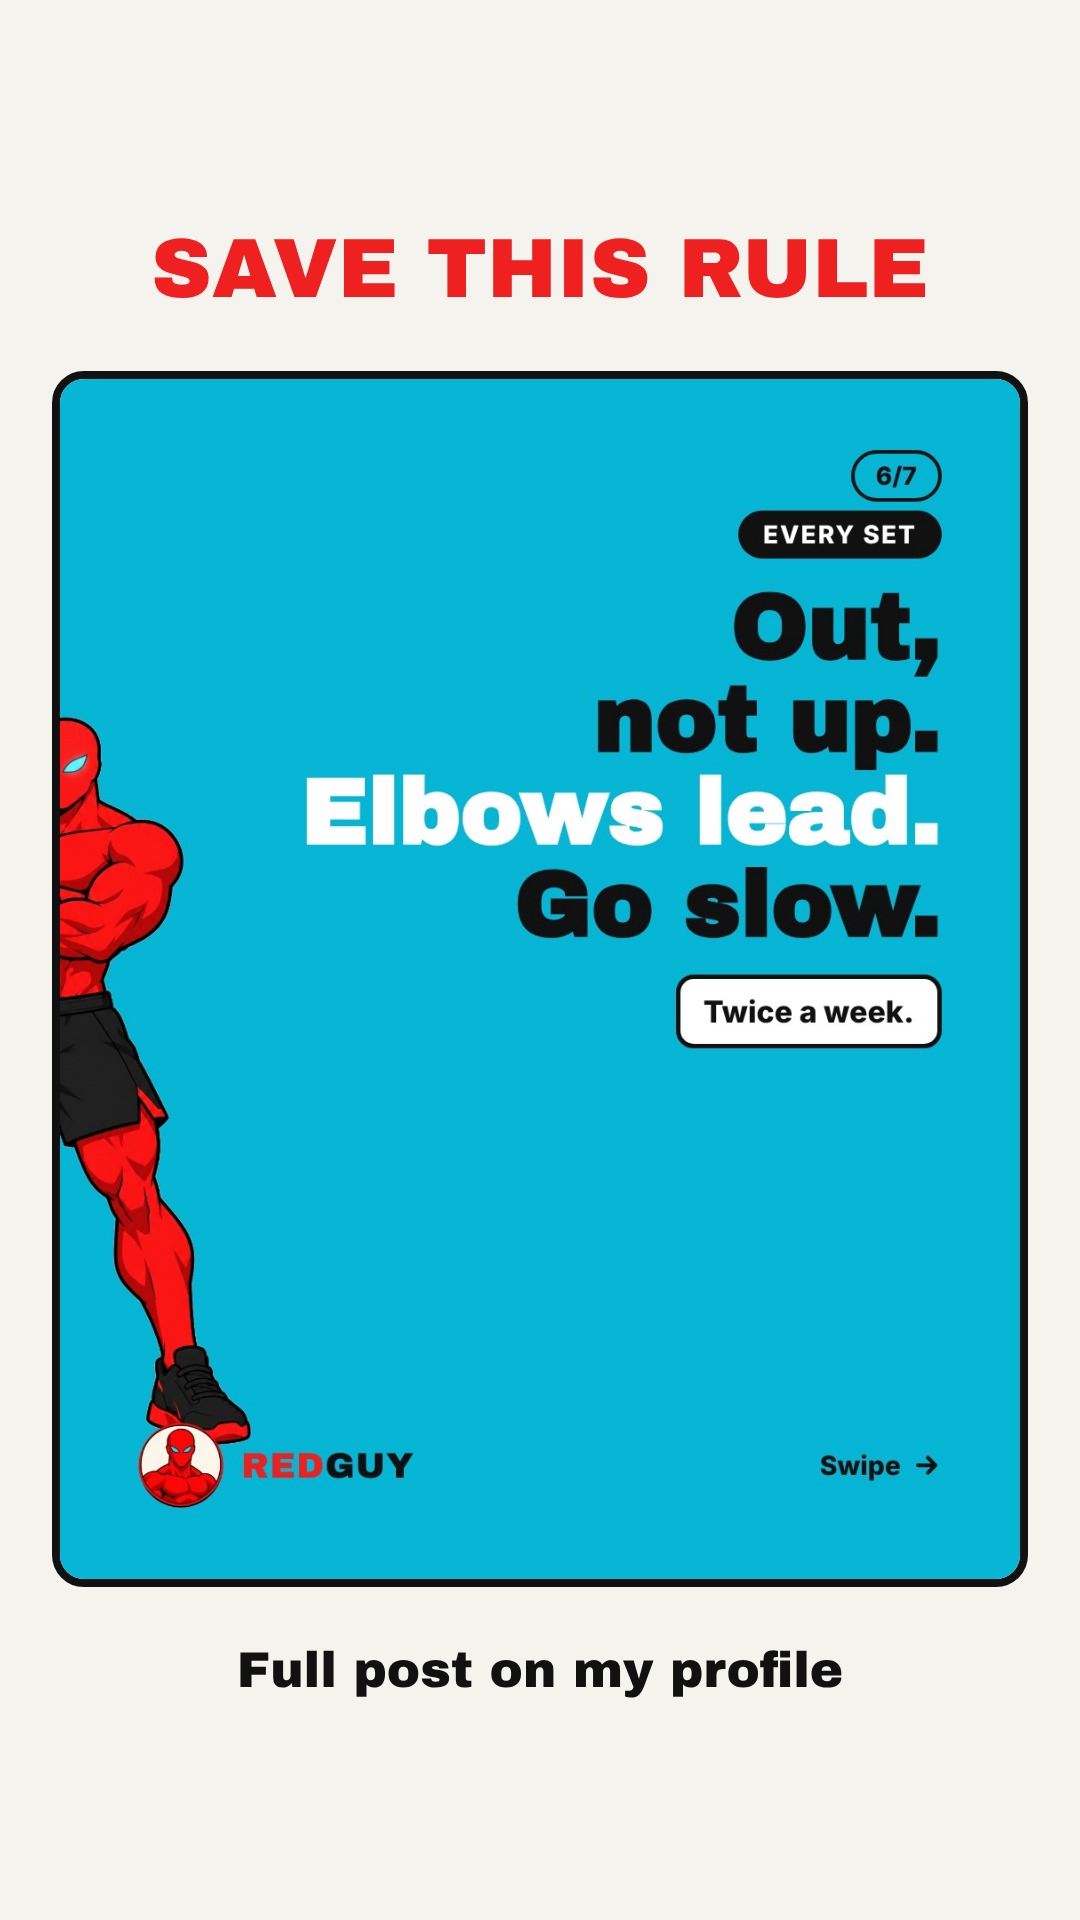 SAVE THIS RULE
6/7
EVERY SET
Out,
not up.
Elbows lead.
Go slow.
Twice a week.
REDGUY
Swipe →
Full post on my profile